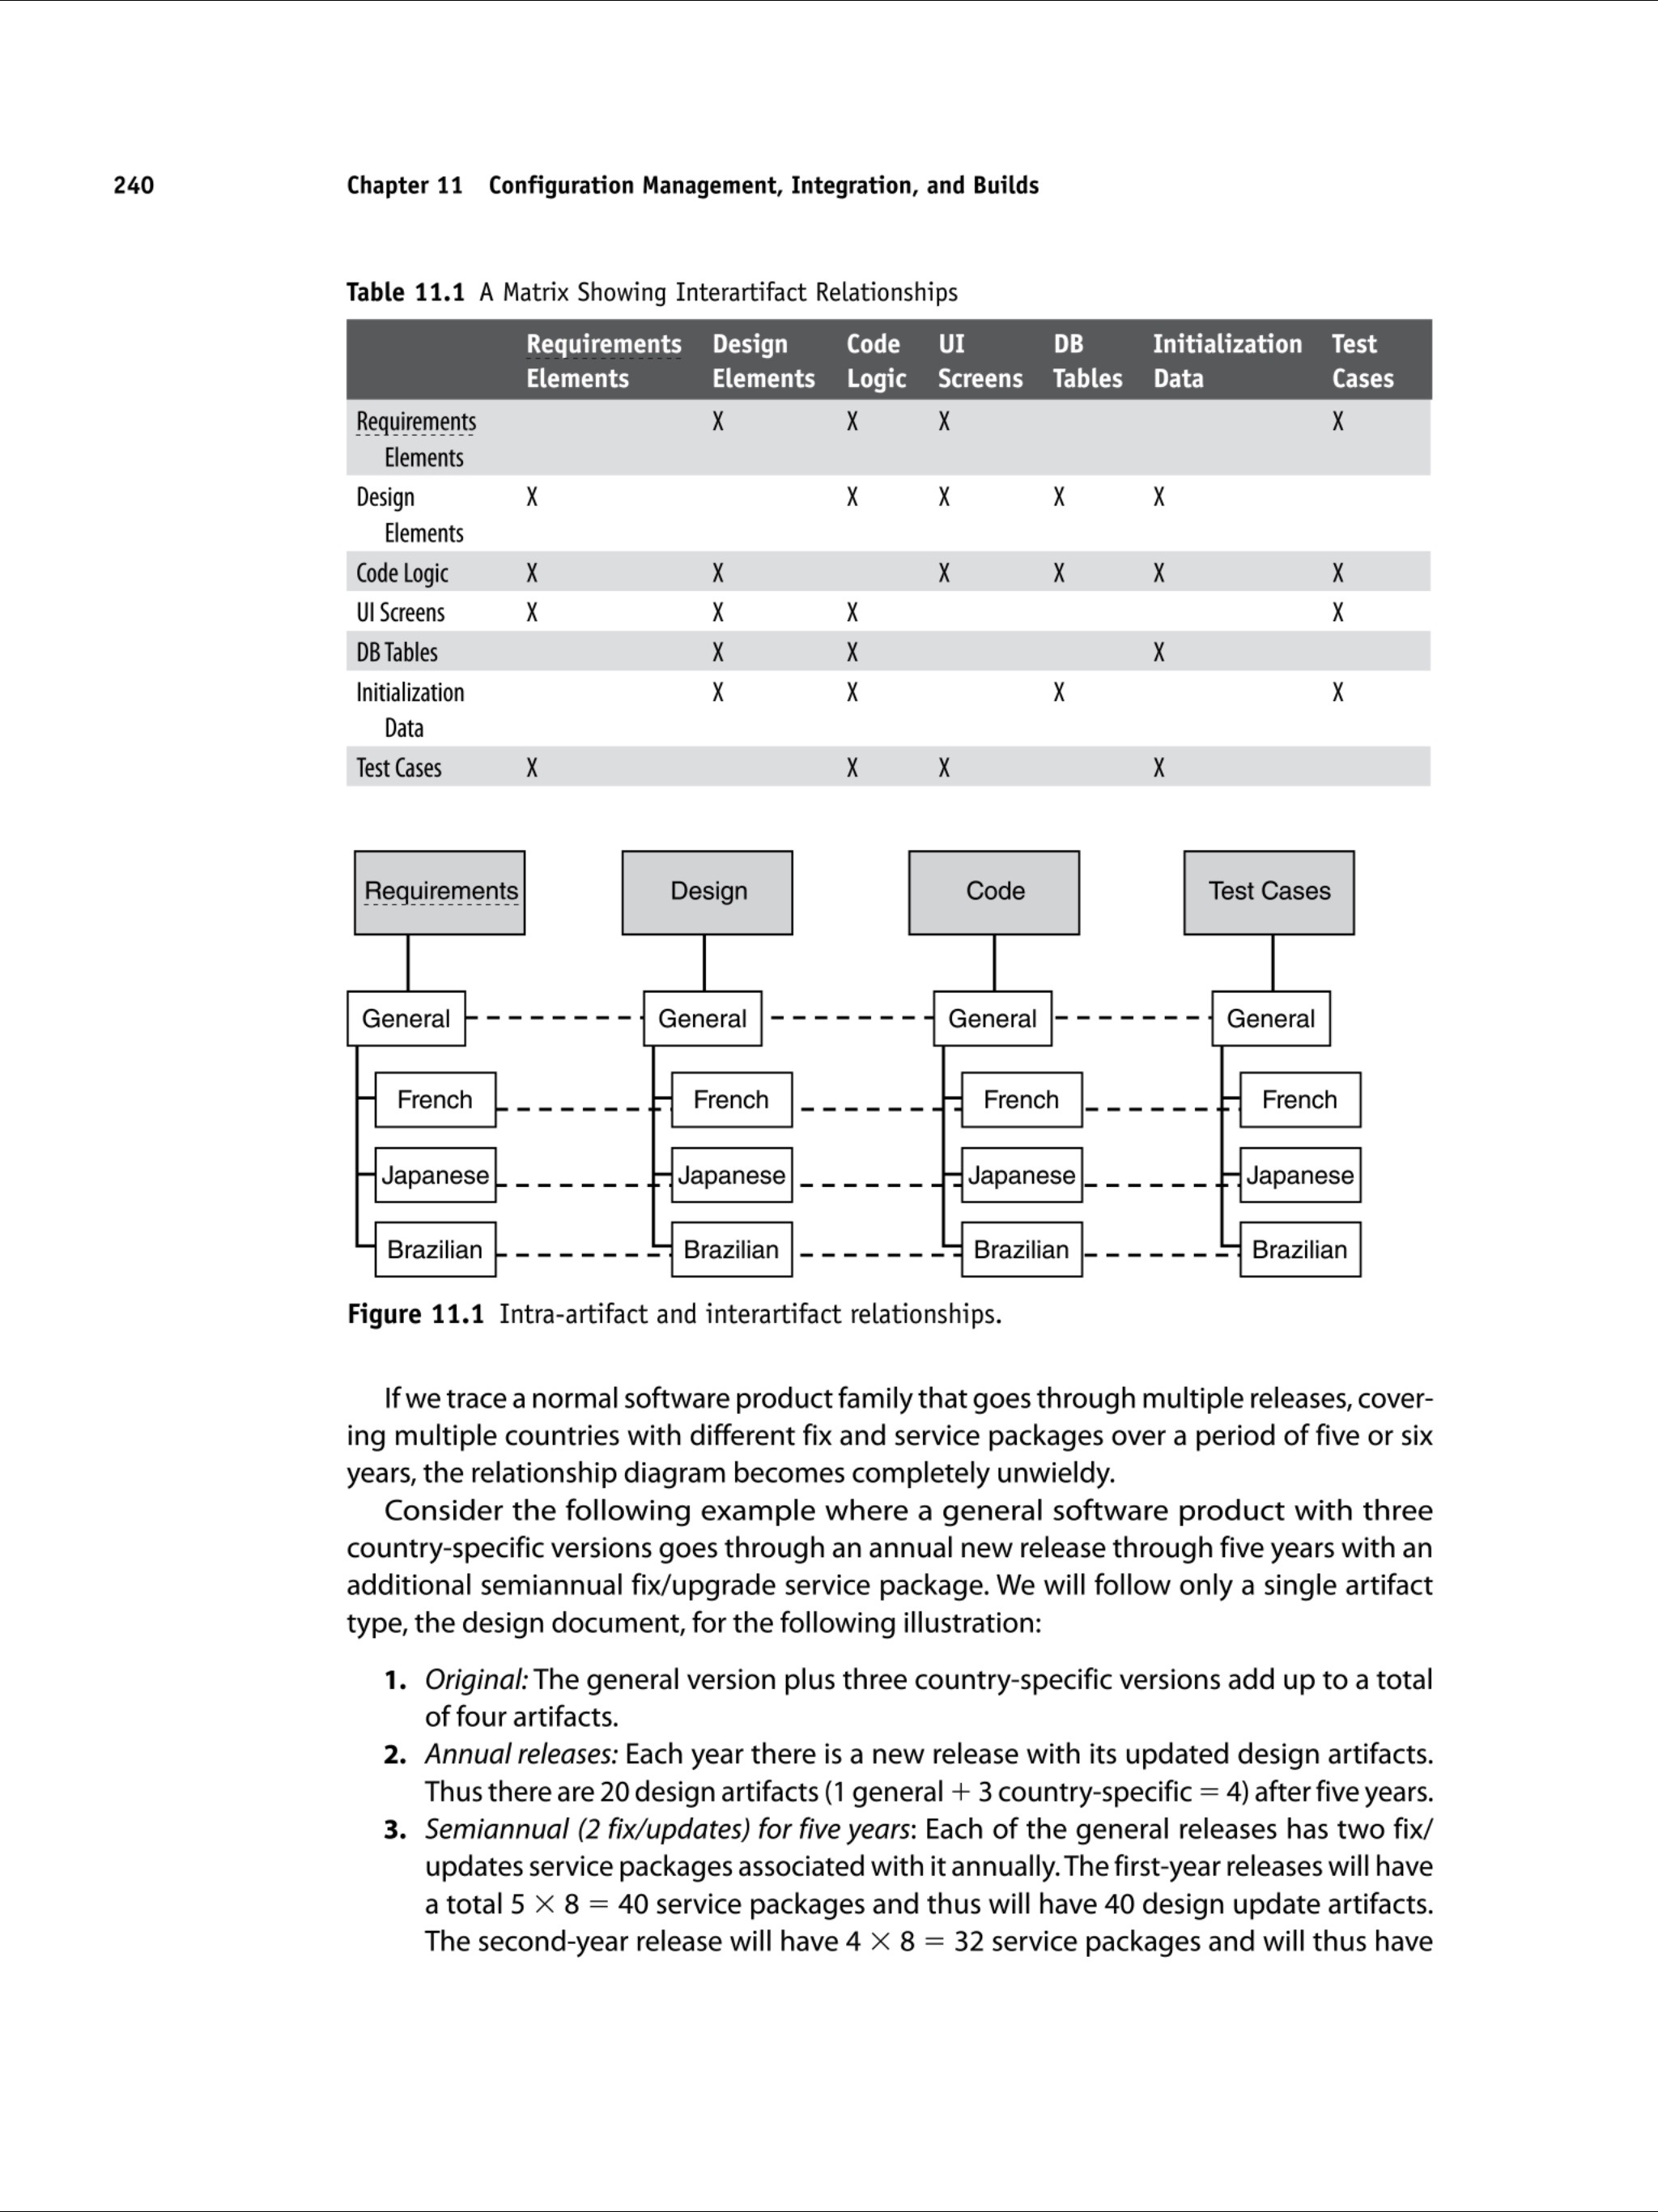 240 Chapter 11 Configuration Management, Integration, and Builds
Table 11.1 A Matrix Showing Interartifact Relationships
Requirements Design Code UI DB Initialization Test
Elements Elements Logic Screens Tables Data Cases
Requirements X X X X
Elements
Design X X X X X
Elements
Code Logic X X X X X X
UI Screens X X X X
DB Tables X X X
Initialization X X X X
Data
Test Cases X X X X
Requirements Design Code Test Cases
General General General General
French French French French
Japanese Japanese Japanese Japanese
Brazilian Brazilian Brazilian Brazilian
Figure 11.1 Intra-artifact and interartifact relationships.
If we trace a normal software product family that goes through multiple releases, cover-
ing multiple countries with different fix and service packages over a period of five or six
years, the relationship diagram becomes completely unwieldy.
Consider the following example where a general software product with three
country-specific versions goes through an annual new release through five years with an
additional semiannual fix/upgrade service package. We will follow only a single artifact
type, the design document, for the following illustration:
1. Original: The general version plus three country-specific versions add up to a total
of four artifacts.
2. Annual releases: Each year there is a new release with its updated design artifacts.
Thus there are 20 design artifacts (1 general + 3 country-specific = 4) after five years.
3. Semiannual (2 fix/updates) for five years: Each of the general releases has two fix/
updates service packages associated with it annually. The first-year releases will have
a total 5 × 8 = 40 service packages and thus will have 40 design update artifacts.
The second-year release will have 4 × 8 = 32 service packages and will thus have